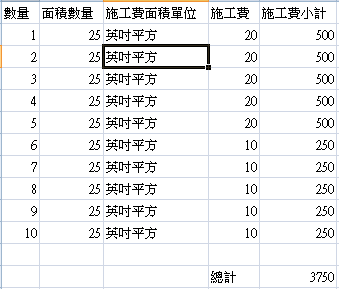 數量 面積數量 施工費面積單位 施工費 施工費小計
1 25 英吋平方 20 500
2 25 英吋平方 20 500
3 25 英吋平方 20 500
4 25 英吋平方 20 500
5 25 英吋平方 20 500
6 25 英吋平方 10 250
7 25 英吋平方 10 250
8 25 英吋平方 10 250
9 25 英吋平方 10 250
10 25 英吋平方 10 250
總計 3750